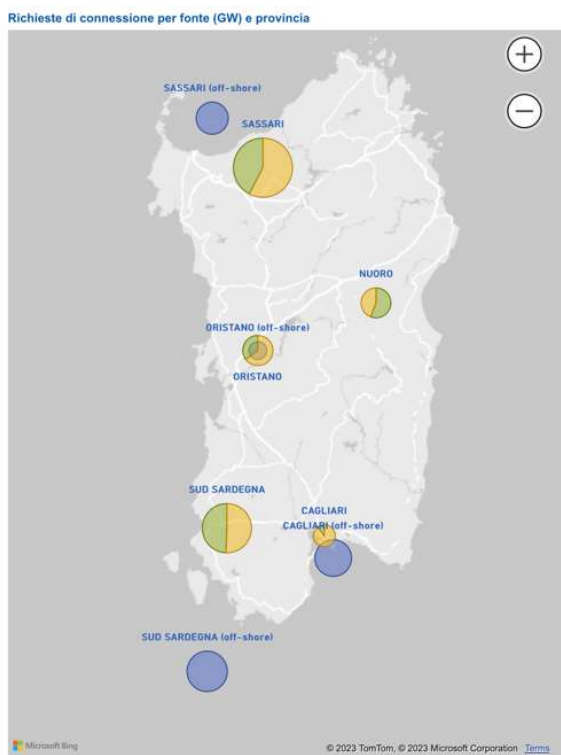 Richieste di connessione per fonte (GW) e provincia
SASSARI (off-shore)
SASSARI
NUORO
ORISTANO (off-shore)
ORISTANO
SUD SARDEGNA
CAGLIARI
CAGLIARI (off-shore)
SUD SARDEGNA (off-shore)
Microsoft Bing
© 2023 TomTom, © 2023 Microsoft Corporation Terms